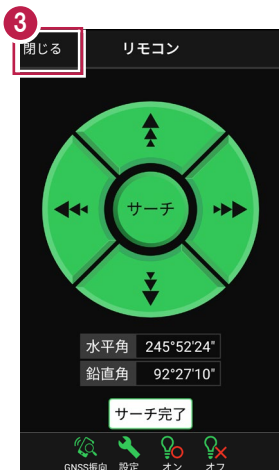 3
閉じる リモコン
サーチ
水平角 245°52'24"
鉛直角 92°27'10"
サーチ完了
GNSS振向 設定 オン オフ